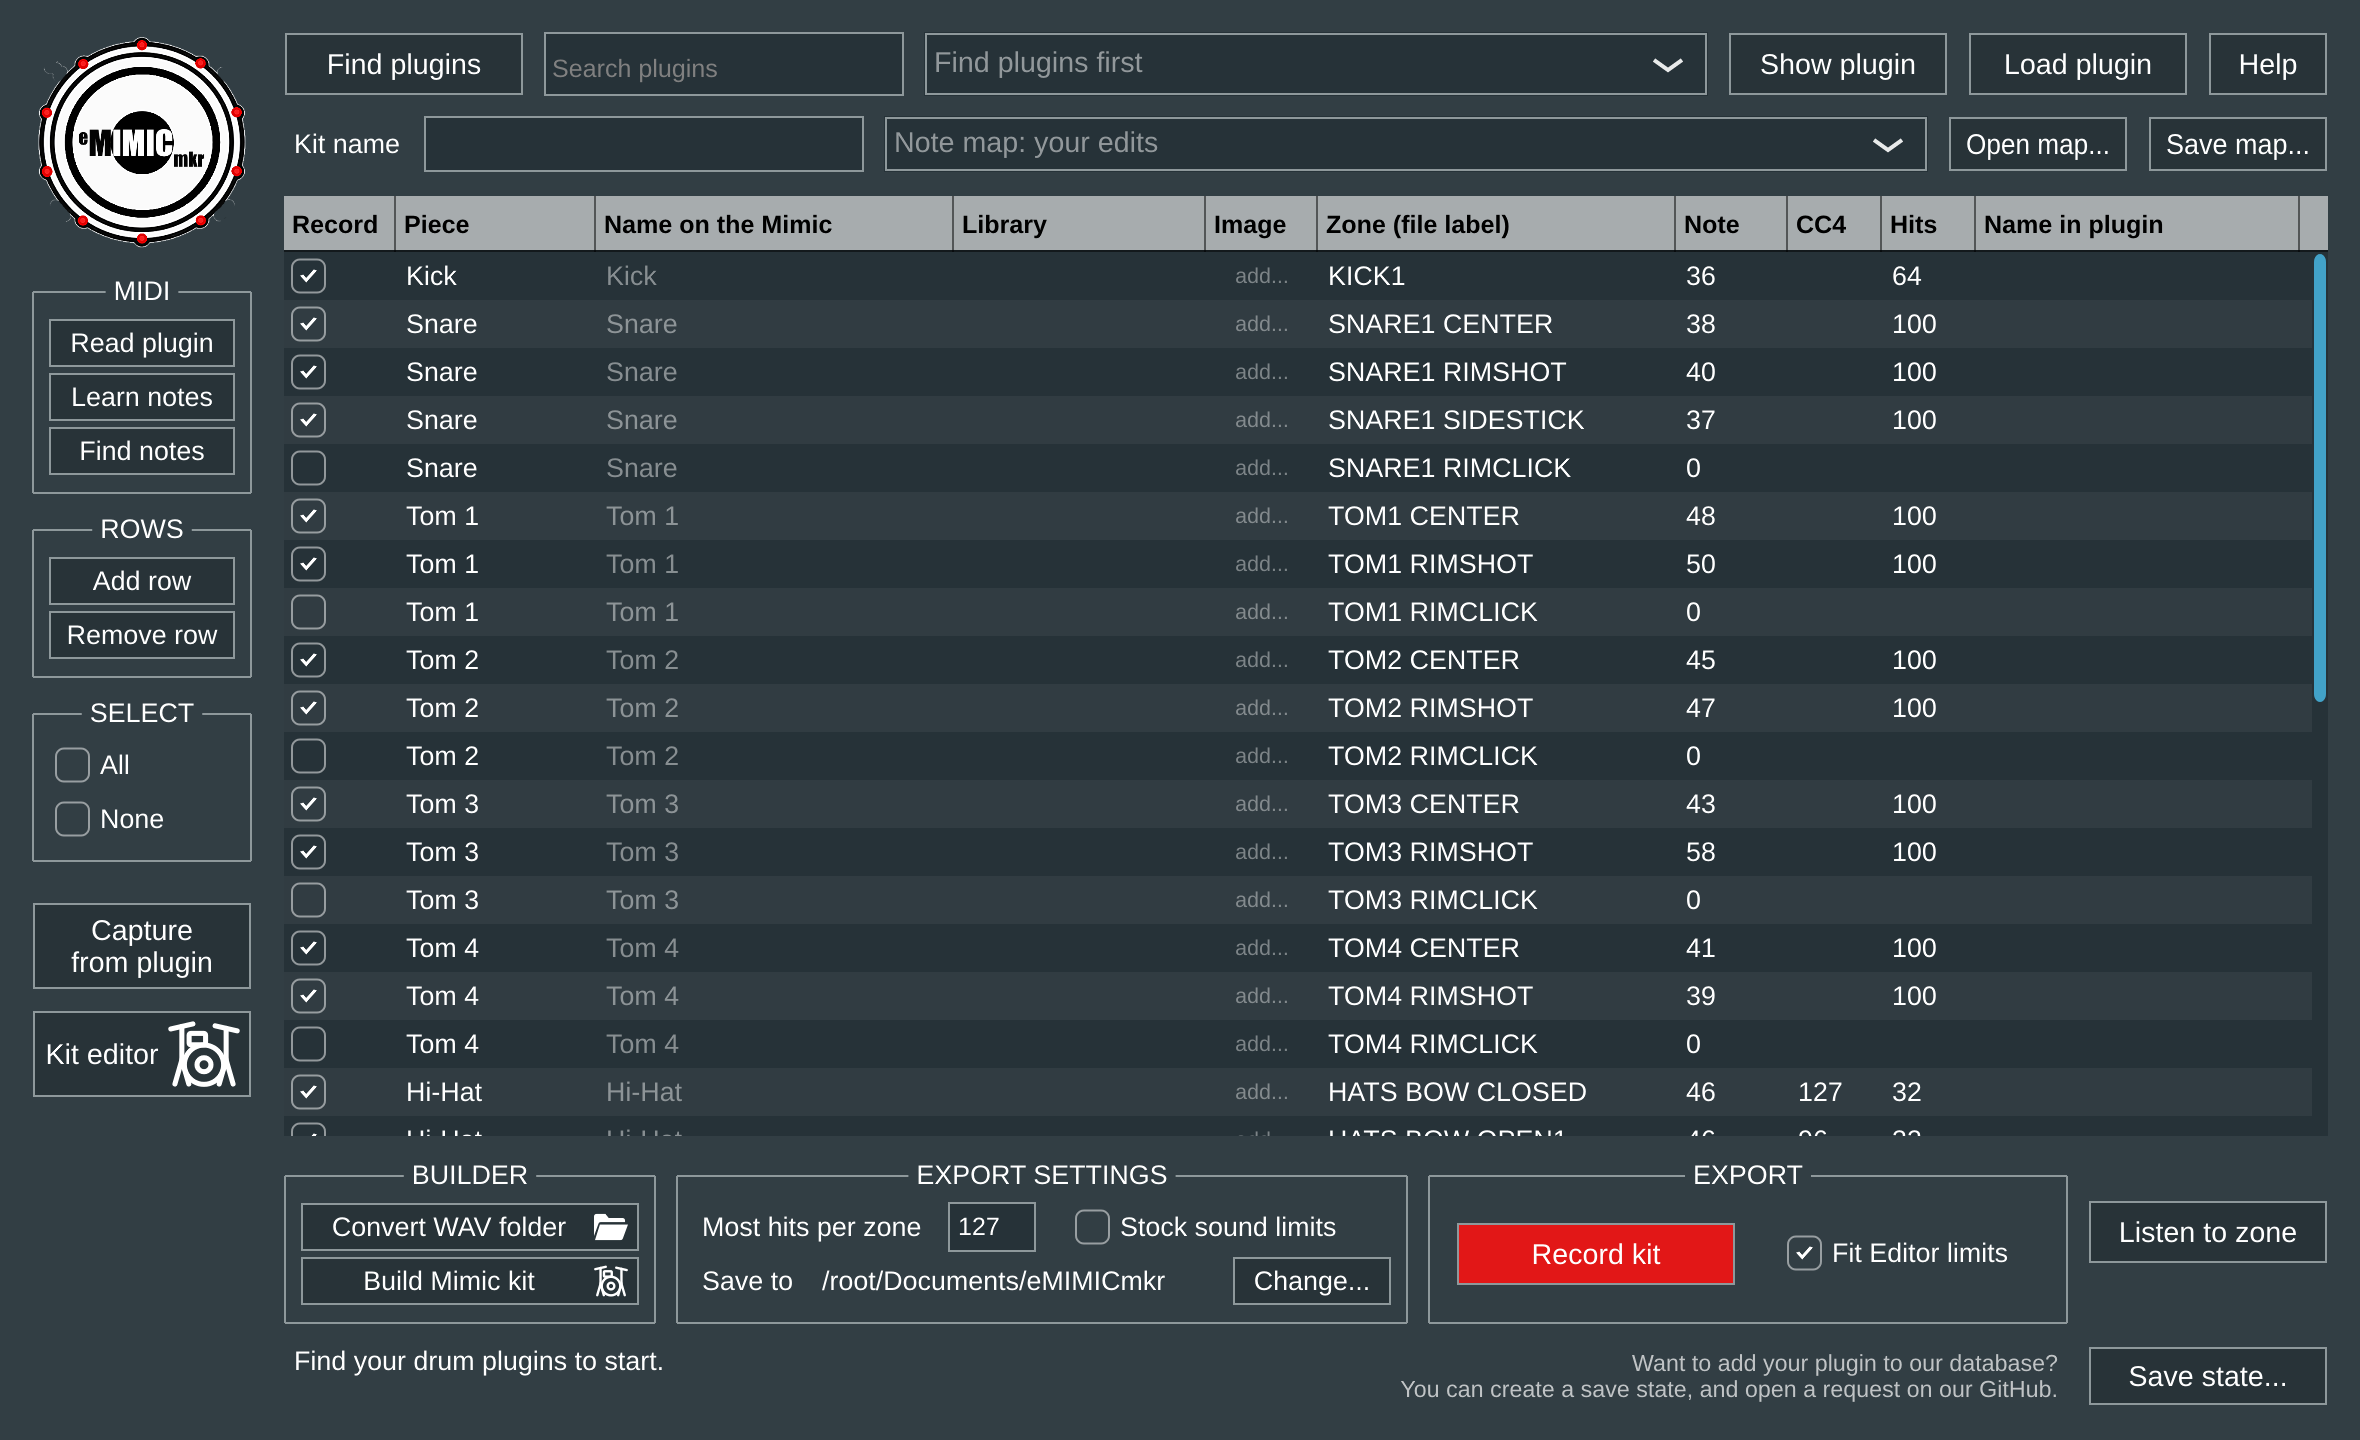 eMIMICmkr
Find plugins
Search plugins
Find plugins first
Show plugin
Load plugin
Help
Kit name
Note map: your edits
Open map...
Save map...
Record Piece Name on the Mimic Library Image Zone (file label) Note CC4 Hits Name in plugin
Kick Kick add... KICK1 36 64
Snare Snare add... SNARE1 CENTER 38 100
Snare Snare add... SNARE1 RIMSHOT 40 100
Snare Snare add... SNARE1 SIDESTICK 37 100
Snare Snare add... SNARE1 RIMCLICK 0
Tom 1 Tom 1 add... TOM1 CENTER 48 100
Tom 1 Tom 1 add... TOM1 RIMSHOT 50 100
Tom 1 Tom 1 add... TOM1 RIMCLICK 0
Tom 2 Tom 2 add... TOM2 CENTER 45 100
Tom 2 Tom 2 add... TOM2 RIMSHOT 47 100
Tom 2 Tom 2 add... TOM2 RIMCLICK 0
Tom 3 Tom 3 add... TOM3 CENTER 43 100
Tom 3 Tom 3 add... TOM3 RIMSHOT 58 100
Tom 3 Tom 3 add... TOM3 RIMCLICK 0
Tom 4 Tom 4 add... TOM4 CENTER 41 100
Tom 4 Tom 4 add... TOM4 RIMSHOT 39 100
Tom 4 Tom 4 add... TOM4 RIMCLICK 0
Hi-Hat Hi-Hat add... HATS BOW CLOSED 46 127 32
Hi-Hat Hi-Hat add... HATS BOW OPEN1 46
MIDI
Read plugin
Learn notes
Find notes
ROWS
Add row
Remove row
SELECT
All
None
Capture
from plugin
Kit editor
BUILDER
Convert WAV folder
Build Mimic kit
EXPORT SETTINGS
Most hits per zone 127 Stock sound limits
Save to /root/Documents/eMIMICmkr Change...
EXPORT
Record kit Fit Editor limits
Listen to zone
Find your drum plugins to start.
Want to add your plugin to our database?
You can create a save state, and open a request on our GitHub.
Save state...